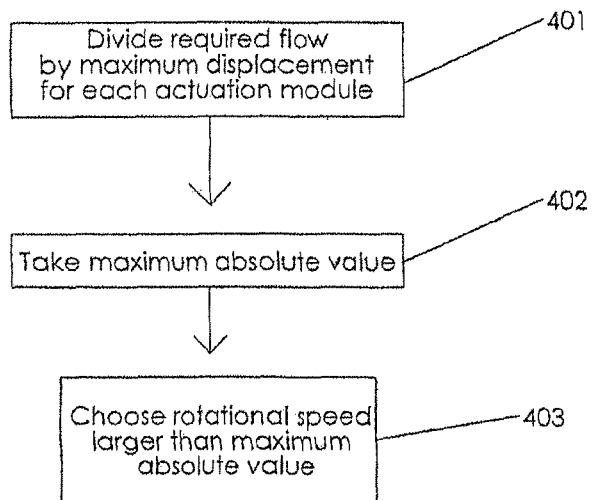 Divide required flow
by maximum displacement
for each actuation module
401
Take maximum absolute value
402
Choose rotational speed
larger than maximum
absolute value
403